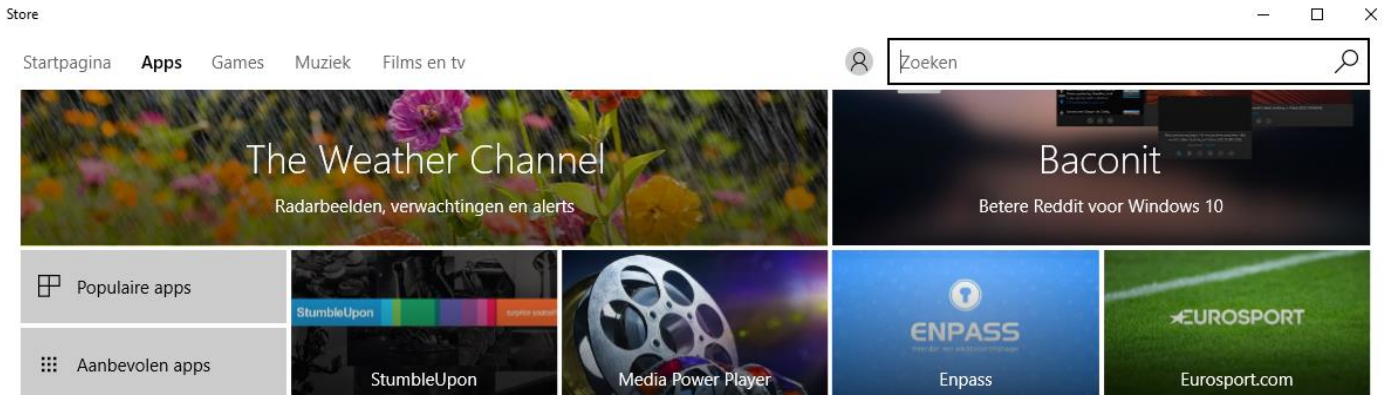 Store
Startpagina Apps Games Muziek Films en tv
Zoeken
The Weather Channel
Radarbeelden, verwachtingen en alerts
Baconit
Betere Reddit voor Windows 10
Populaire apps
Aanbevolen apps
StumbleUpon
StumbleUpon
Media Power Player
ENPASS
Enpass
EUROSPORT
Eurosport.com